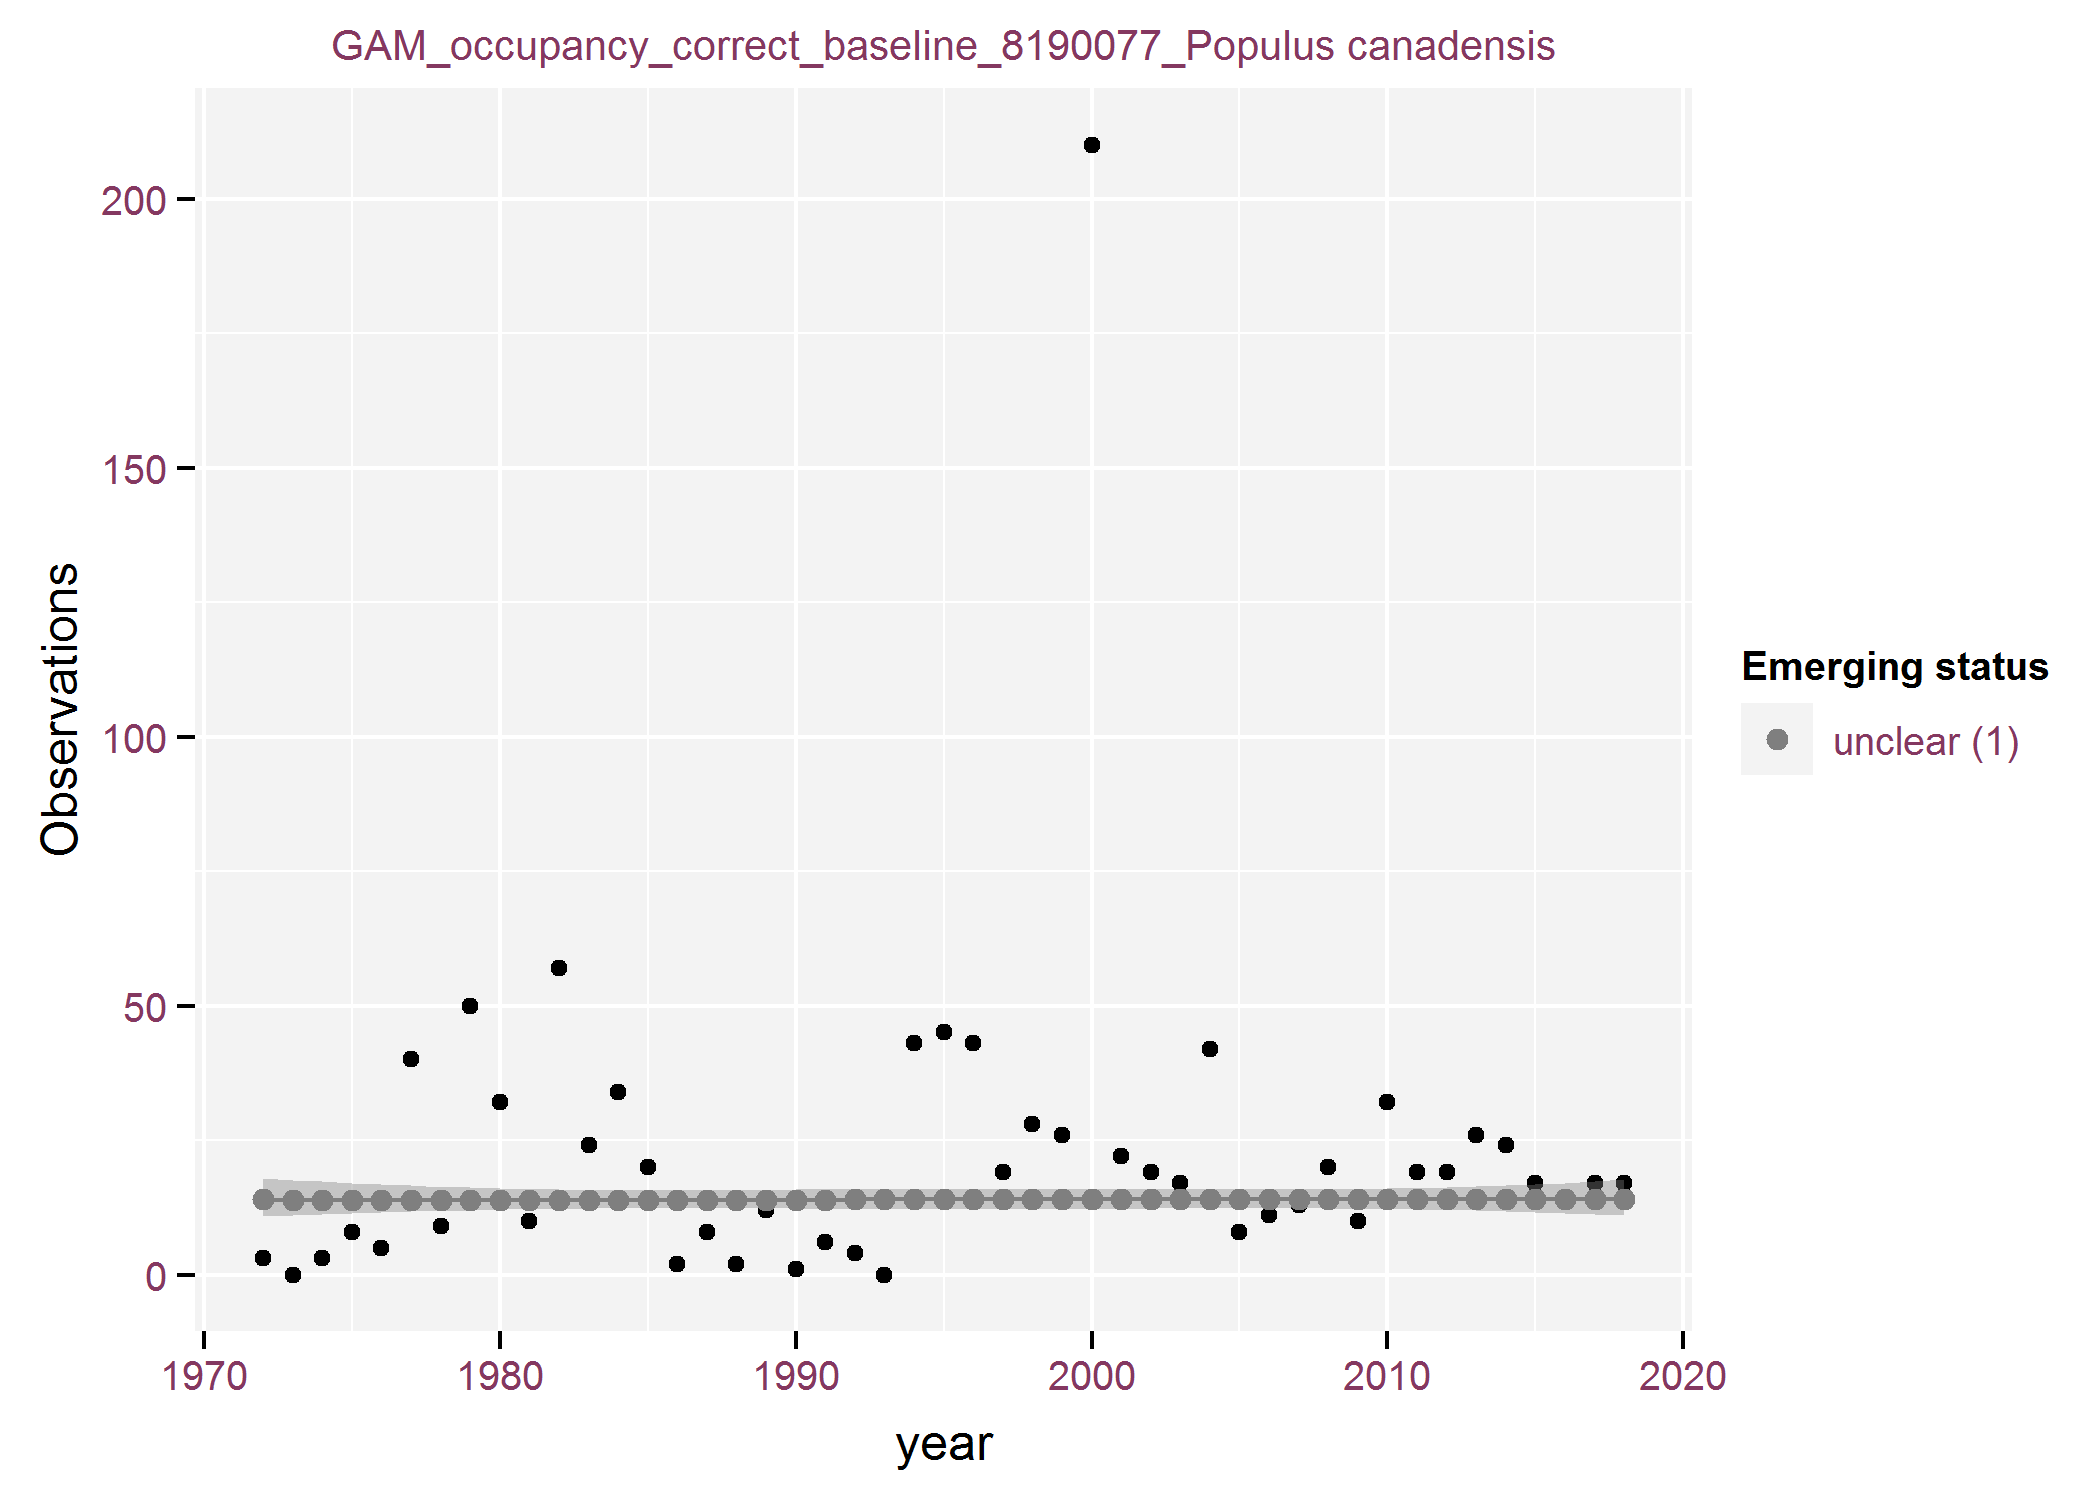 GAM_occupancy_correct_baseline_8190077_Populus canadensis
200
150
100
50
0
Observations
1970 1980 1990 2000 2010 2020
year
Emerging status
unclear (1)